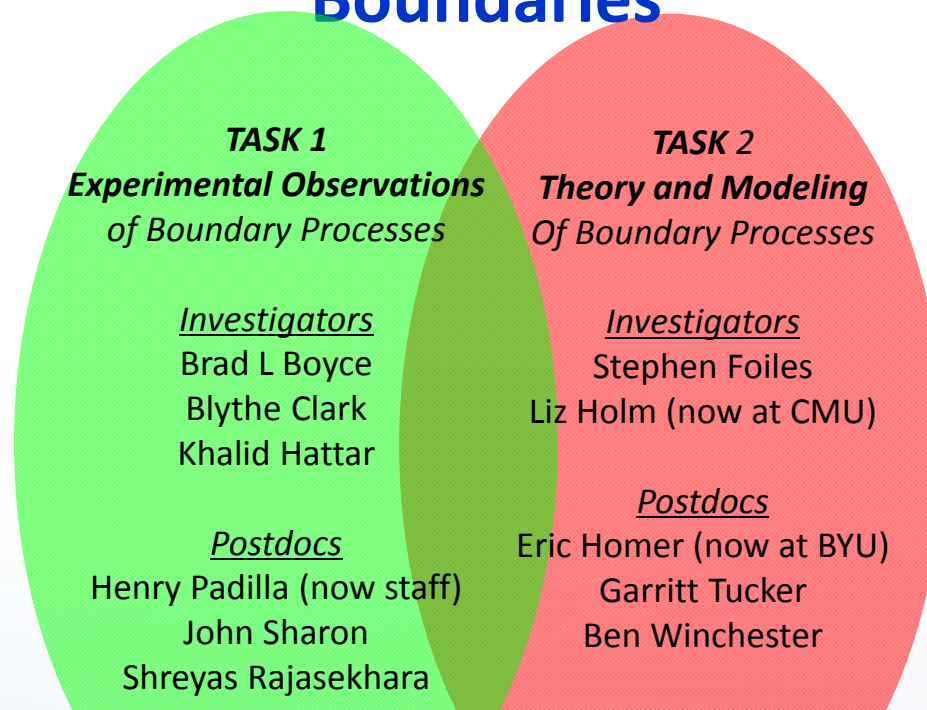 Boundaries
TASK 1
Experimental Observations
of Boundary Processes
Investigators
Brad L Boyce
Blythe Clark
Khalid Hattar
Postdocs
Henry Padilla (now staff)
John Sharon
Shreyas Rajasekhara
TASK 2
Theory and Modeling
Of Boundary Processes
Investigators
Stephen Foiles
Liz Holm (now at CMU)
Postdocs
Eric Homer (now at BYU)
Garritt Tucker
Ben Winchester